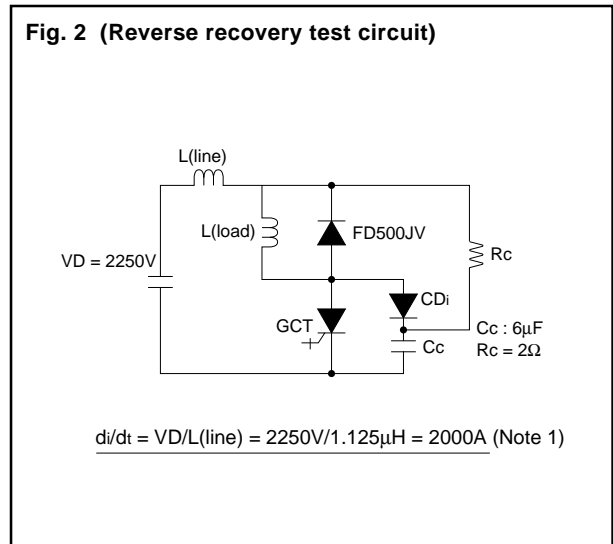 Fig. 2 (Reverse recovery test circuit)
L(line)
L(load)
FD500JV
VD = 2250V
Rc
CDi
GCT
Cc
Cc : 6μF
Rc = 2Ω
di/dt = VD/L(line) = 2250V/1.125μH = 2000A (Note 1)